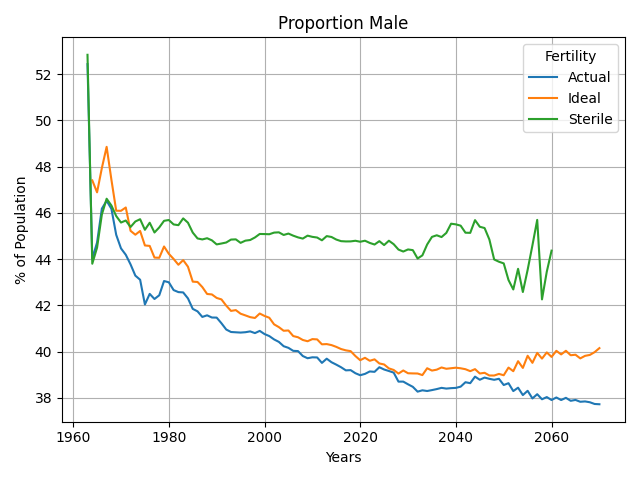 Proportion Male
Fertility
Actual
Ideal
Sterile
% of Population
52
50
48
46
44
42
40
38
1960 1980 2000 2020 2040 2060
Years